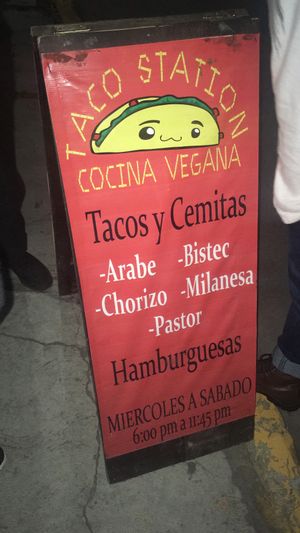 TACO STATION
COCINA VEGANA
Tacos y Cemitas
-Arabe -Bistec
-Chorizo -Milanesa
-Pastor
Hamburguesas
MIERCOLES A SABADO
6:00 pm a 11:45 pm